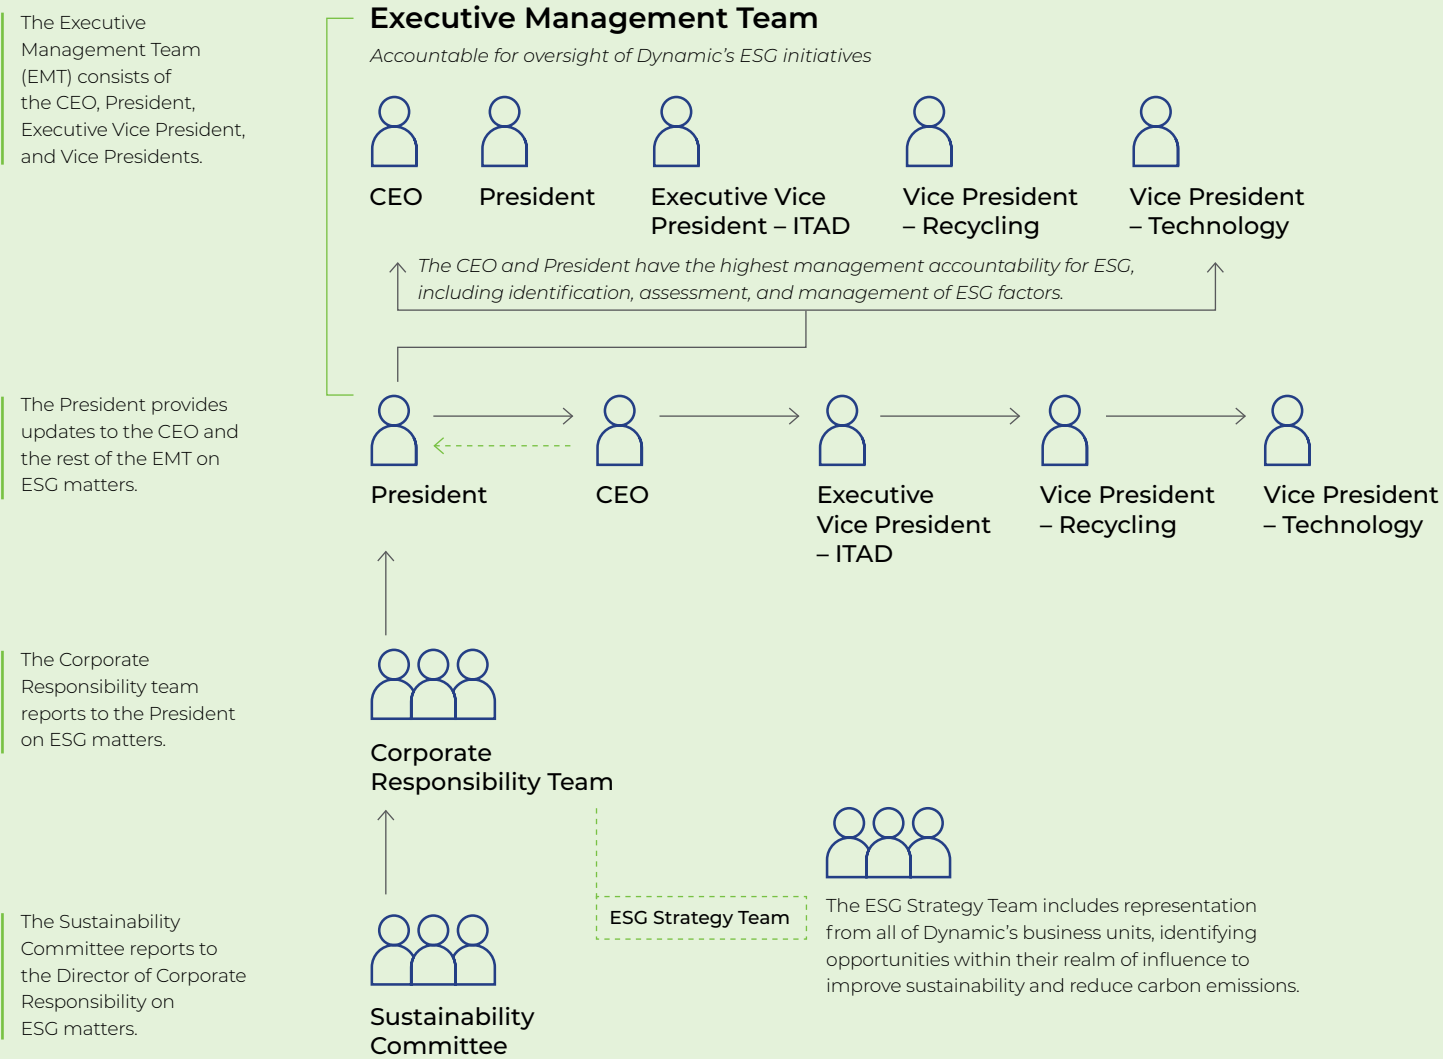 The Executive
Management Team
(EMT) consists of
the CEO, President,
Executive Vice President,
and Vice Presidents.
Executive Management Team
Accountable for oversight of Dynamic’s ESG initiatives
CEO
President
Executive Vice
President – ITAD
Vice President
– Recycling
Vice President
– Technology
The CEO and President have the highest management accountability for ESG,
including identification, assessment, and management of ESG factors.
The President provides
updates to the CEO and
the rest of the EMT on
ESG matters.
President
CEO
Executive
Vice President
– ITAD
Vice President
– Recycling
Vice President
– Technology
The Corporate
Responsibility team
reports to the President
on ESG matters.
Corporate
Responsibility Team
ESG Strategy Team
The ESG Strategy Team includes representation
from all of Dynamic’s business units, identifying
opportunities within their realm of influence to
improve sustainability and reduce carbon emissions.
The Sustainability
Committee reports to
the Director of Corporate
Responsibility on
ESG matters.
Sustainability
Committee